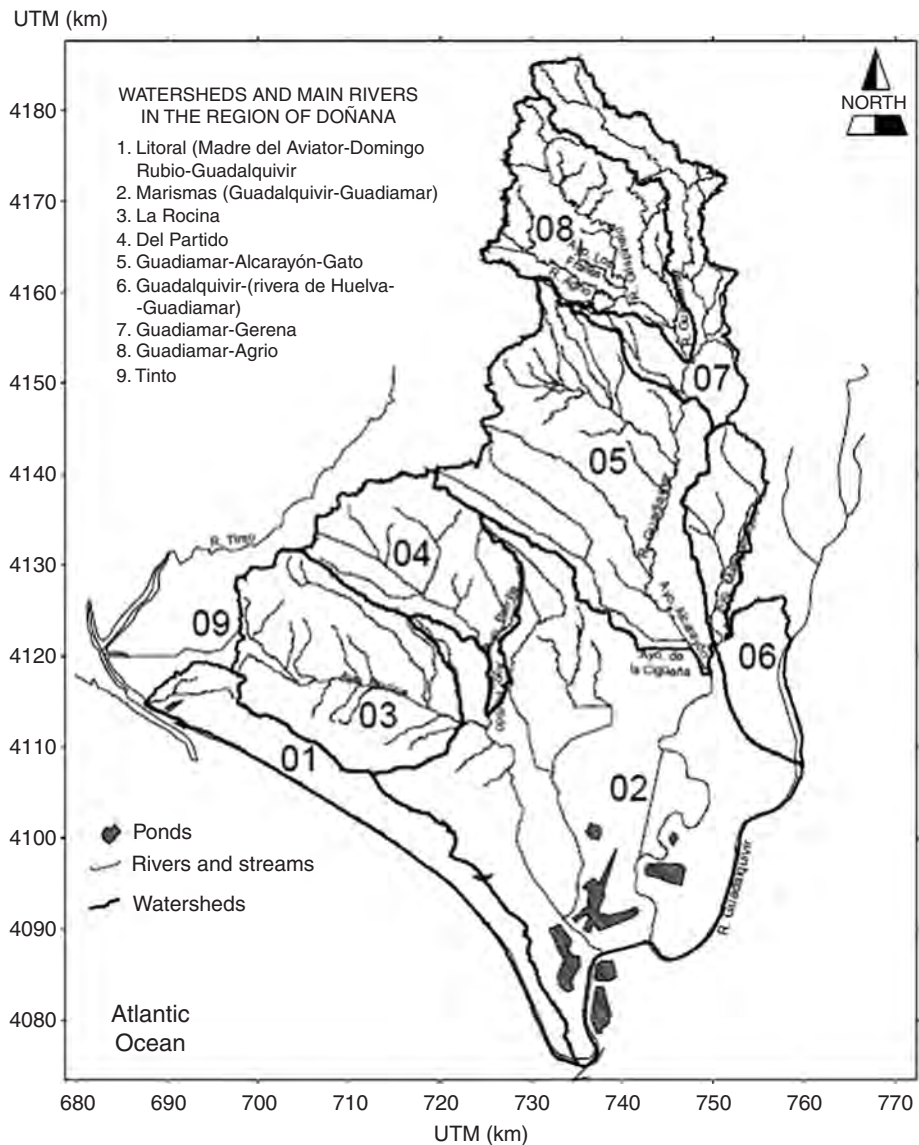 UTM (km)
4180
4170
4160
4150
4140
4130
4120
4110
4100
4090
4080
WATERSHEDS AND MAIN RIVERS
IN THE REGION OF DOÑANA
1. Litoral (Madre del Aviator-Domingo
Rubio-Guadalquivir
2. Marismas (Guadalquivir-Guadiamar)
3. La Rocina
4. Del Partido
5. Guadiamar-Alcarayón-Gato
6. Guadalquivir-(rivera de Huelva-
-Guadiamar)
7. Guadiamar-Gerena
8. Guadiamar-Agrio
9. Tinto
NORTH
08
R. Agrio
07
05
R. Guadiamar
04
R. Tinto
09
06
Ayo. de
la Cigüeña
03
01
02
R. Guadalquivir
Ponds
Rivers and streams
Watersheds
Atlantic
Ocean
680 690 700 710 720 730 740 750 760 770
UTM (km)